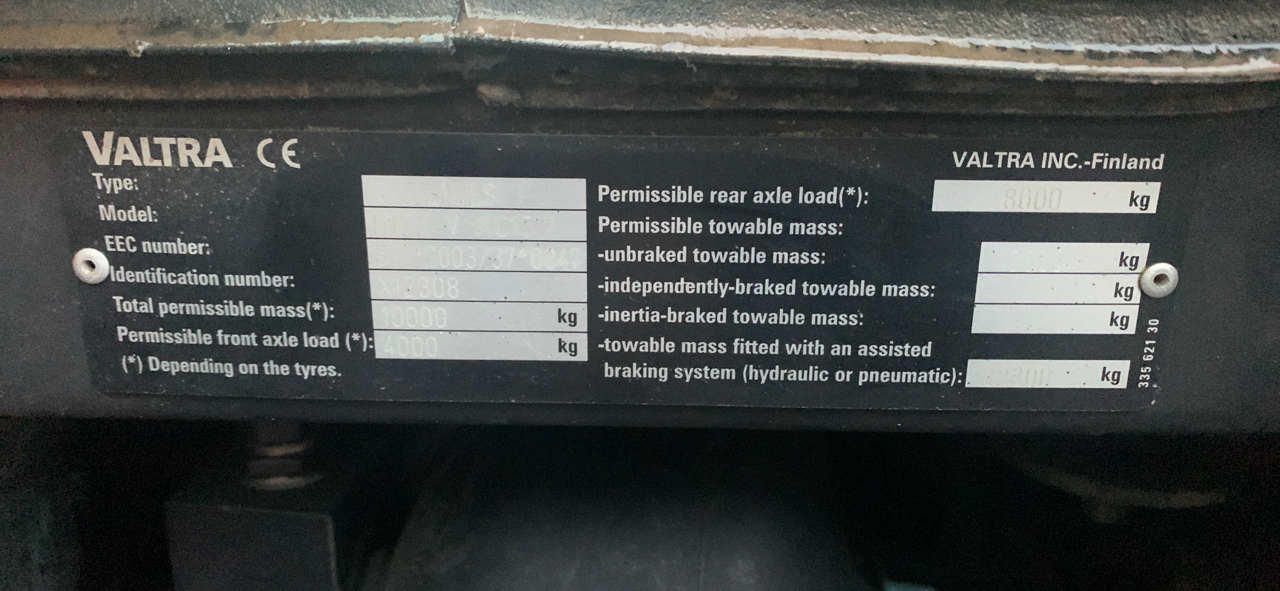 VALTRA CE
VALTRA INC.-Finland
Type:
Model:
EEC number:
Identification number:
Total permissible mass(*): 10000 kg
Permissible front axle load (*): 4000 kg
(*) Depending on the tyres.
Permissible rear axle load(*): 8000 kg
Permissible towable mass:
-unbraked towable mass: kg
-independently-braked towable mass: kg
-inertia-braked towable mass: kg
-towable mass fitted with an assisted
braking system (hydraulic or pneumatic): kg
335 621 30